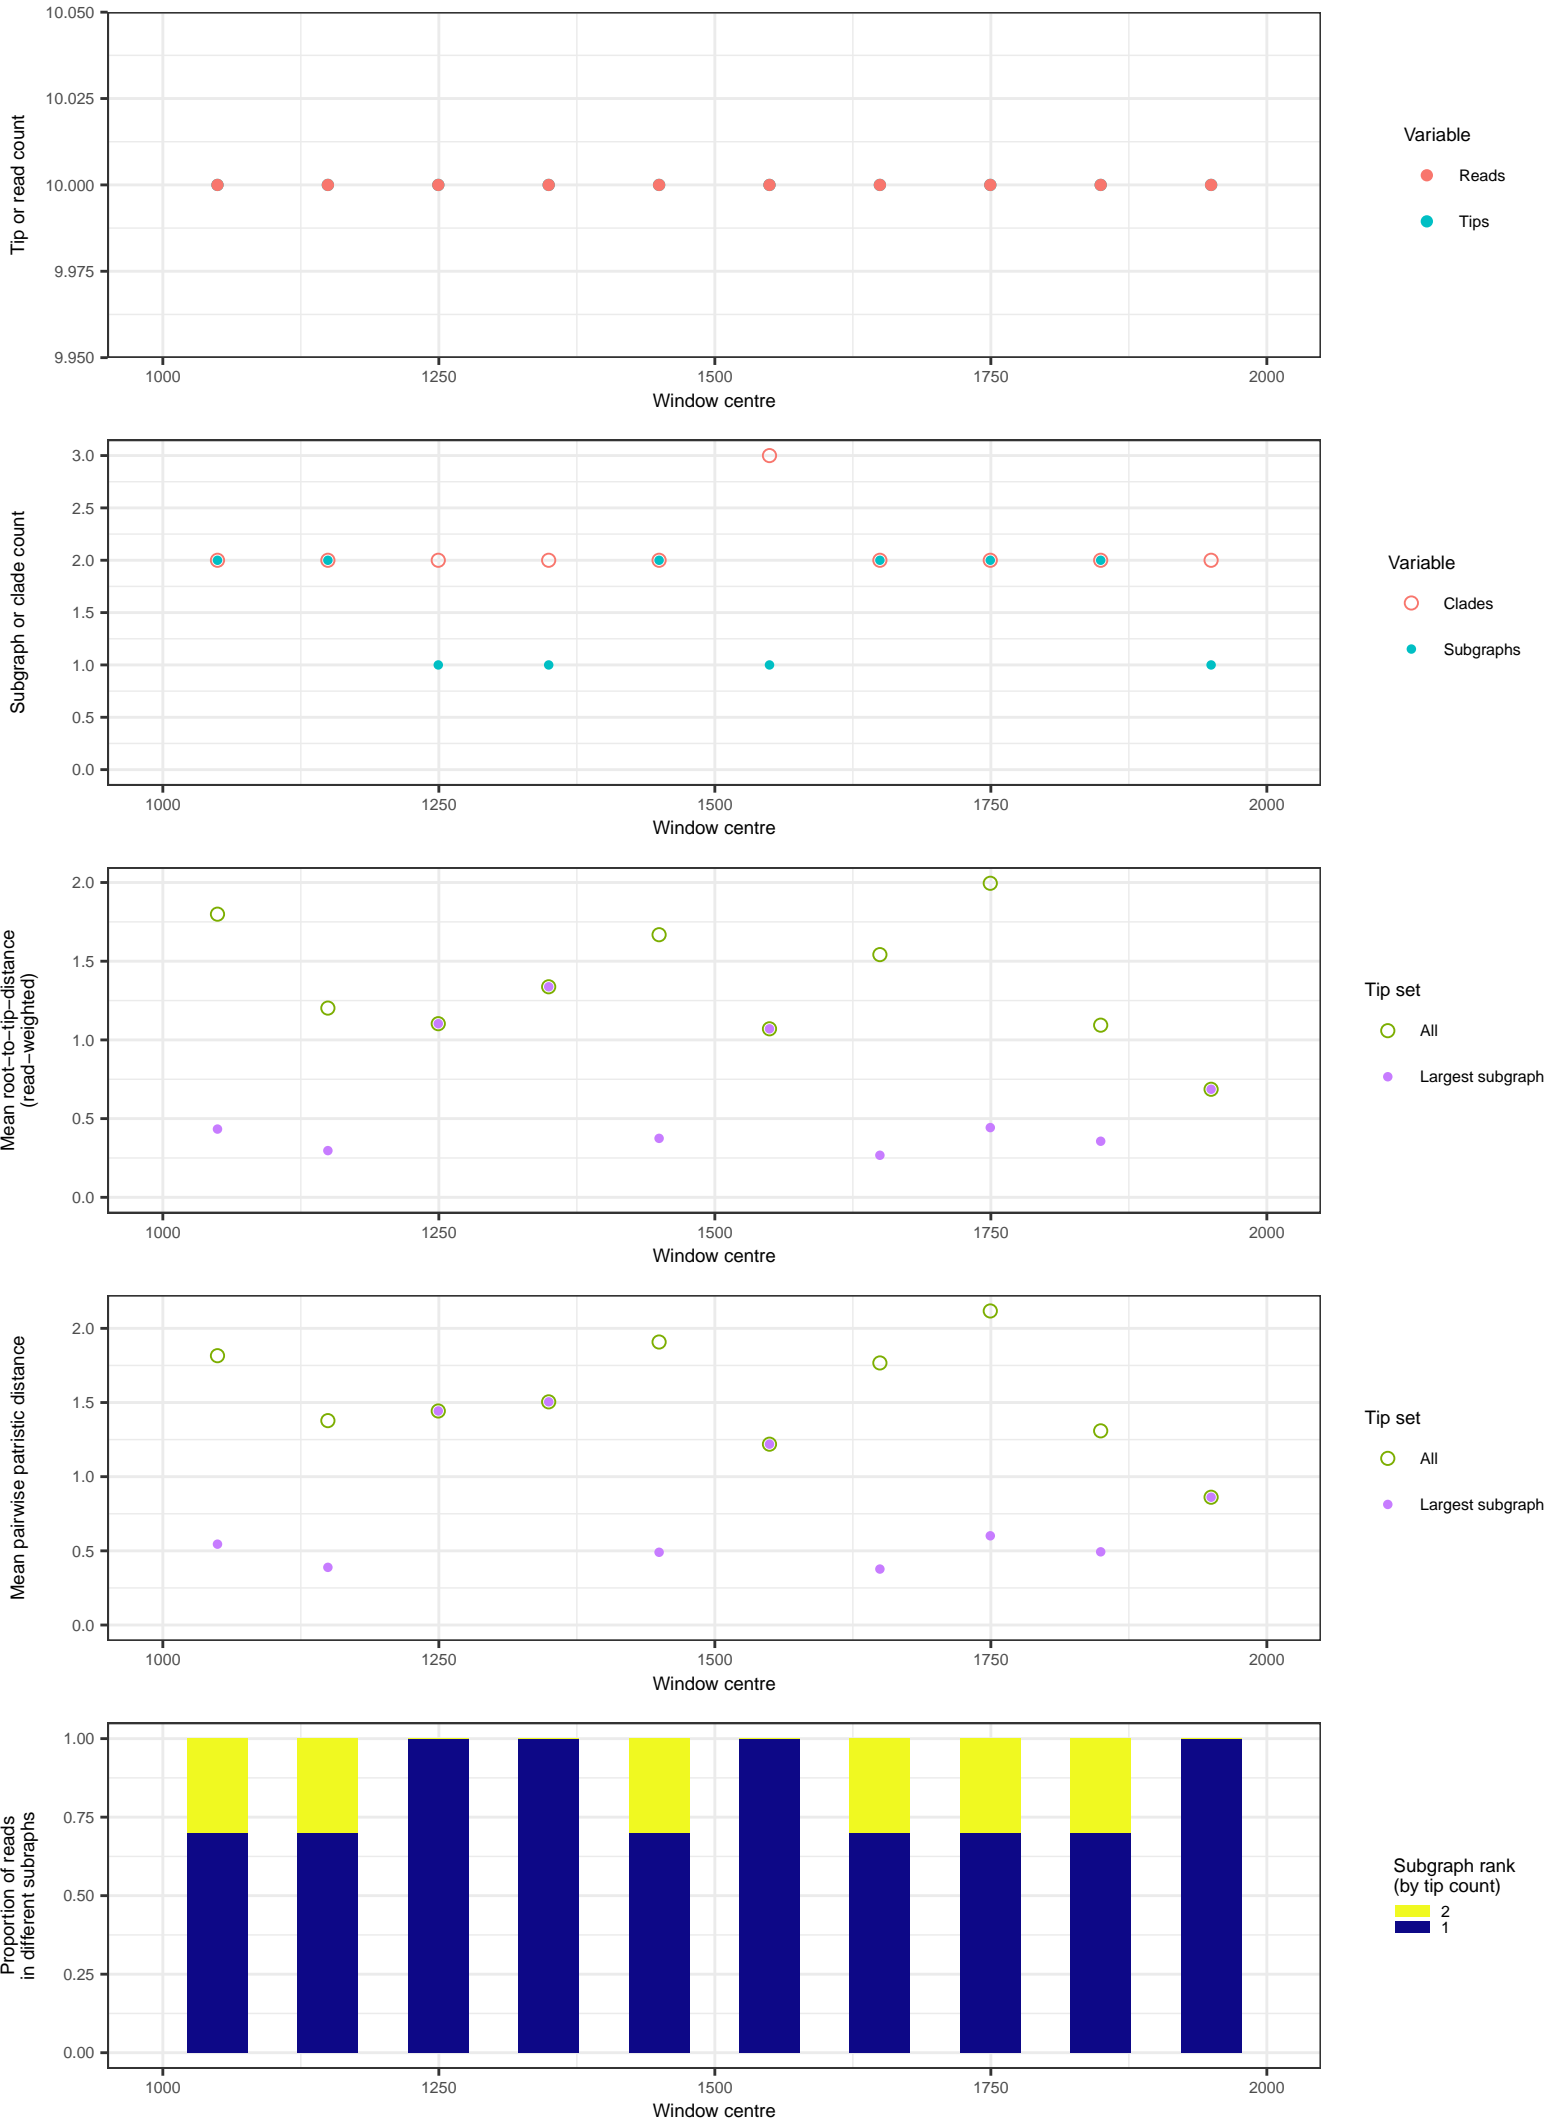 Tip or read count
10.050
10.025
10.000
9.975
9.950
1000 1250 1500 1750 2000
Window centre
Variable
Reads
Tips
Subgraph or clade count
3.0
2.5
2.0
1.5
1.0
0.5
0.0
1000 1250 1500 1750 2000
Window centre
Variable
Clades
Subgraphs
Mean root−to−tip−distance
(read−weighted)
2.0
1.5
1.0
0.5
0.0
1000 1250 1500 1750 2000
Window centre
Tip set
All
Largest subgraph
Mean pairwise patristic distance
2.0
1.5
1.0
0.5
0.0
1000 1250 1500 1750 2000
Window centre
Tip set
All
Largest subgraph
Proportion of reads
in different subraphs
1.00
0.75
0.50
0.25
0.00
1000 1250 1500 1750 2000
Window centre
Subgraph rank
(by tip count)
2
1